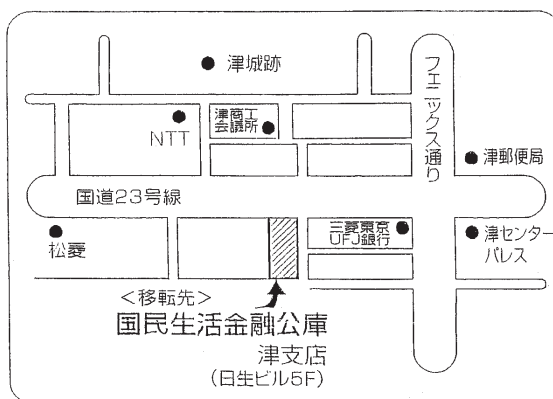 津城跡
フェニックス通り
津商工
会議所
NTT
津郵便局
国道23号線
松菱
三菱東京
UFJ銀行
津センター
パレス
<移転先>
国民生活金融公庫
津支店
(日生ビル5F)